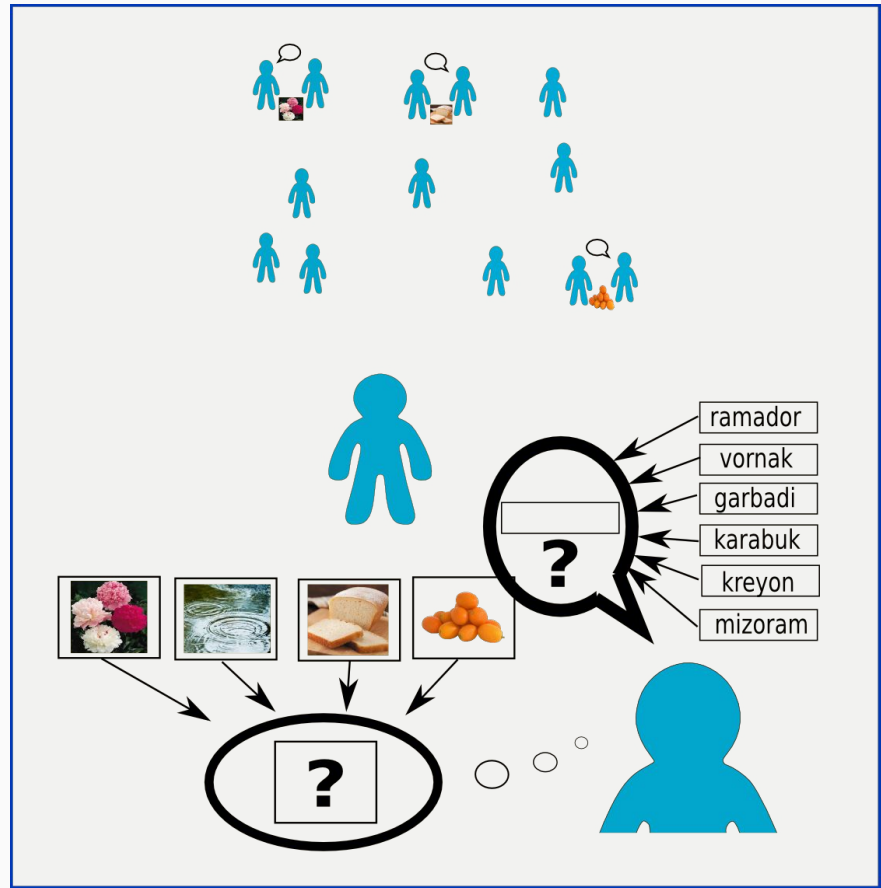 ramador
vornak
garbadi
karabuk
kreyon
mizoram
?
?